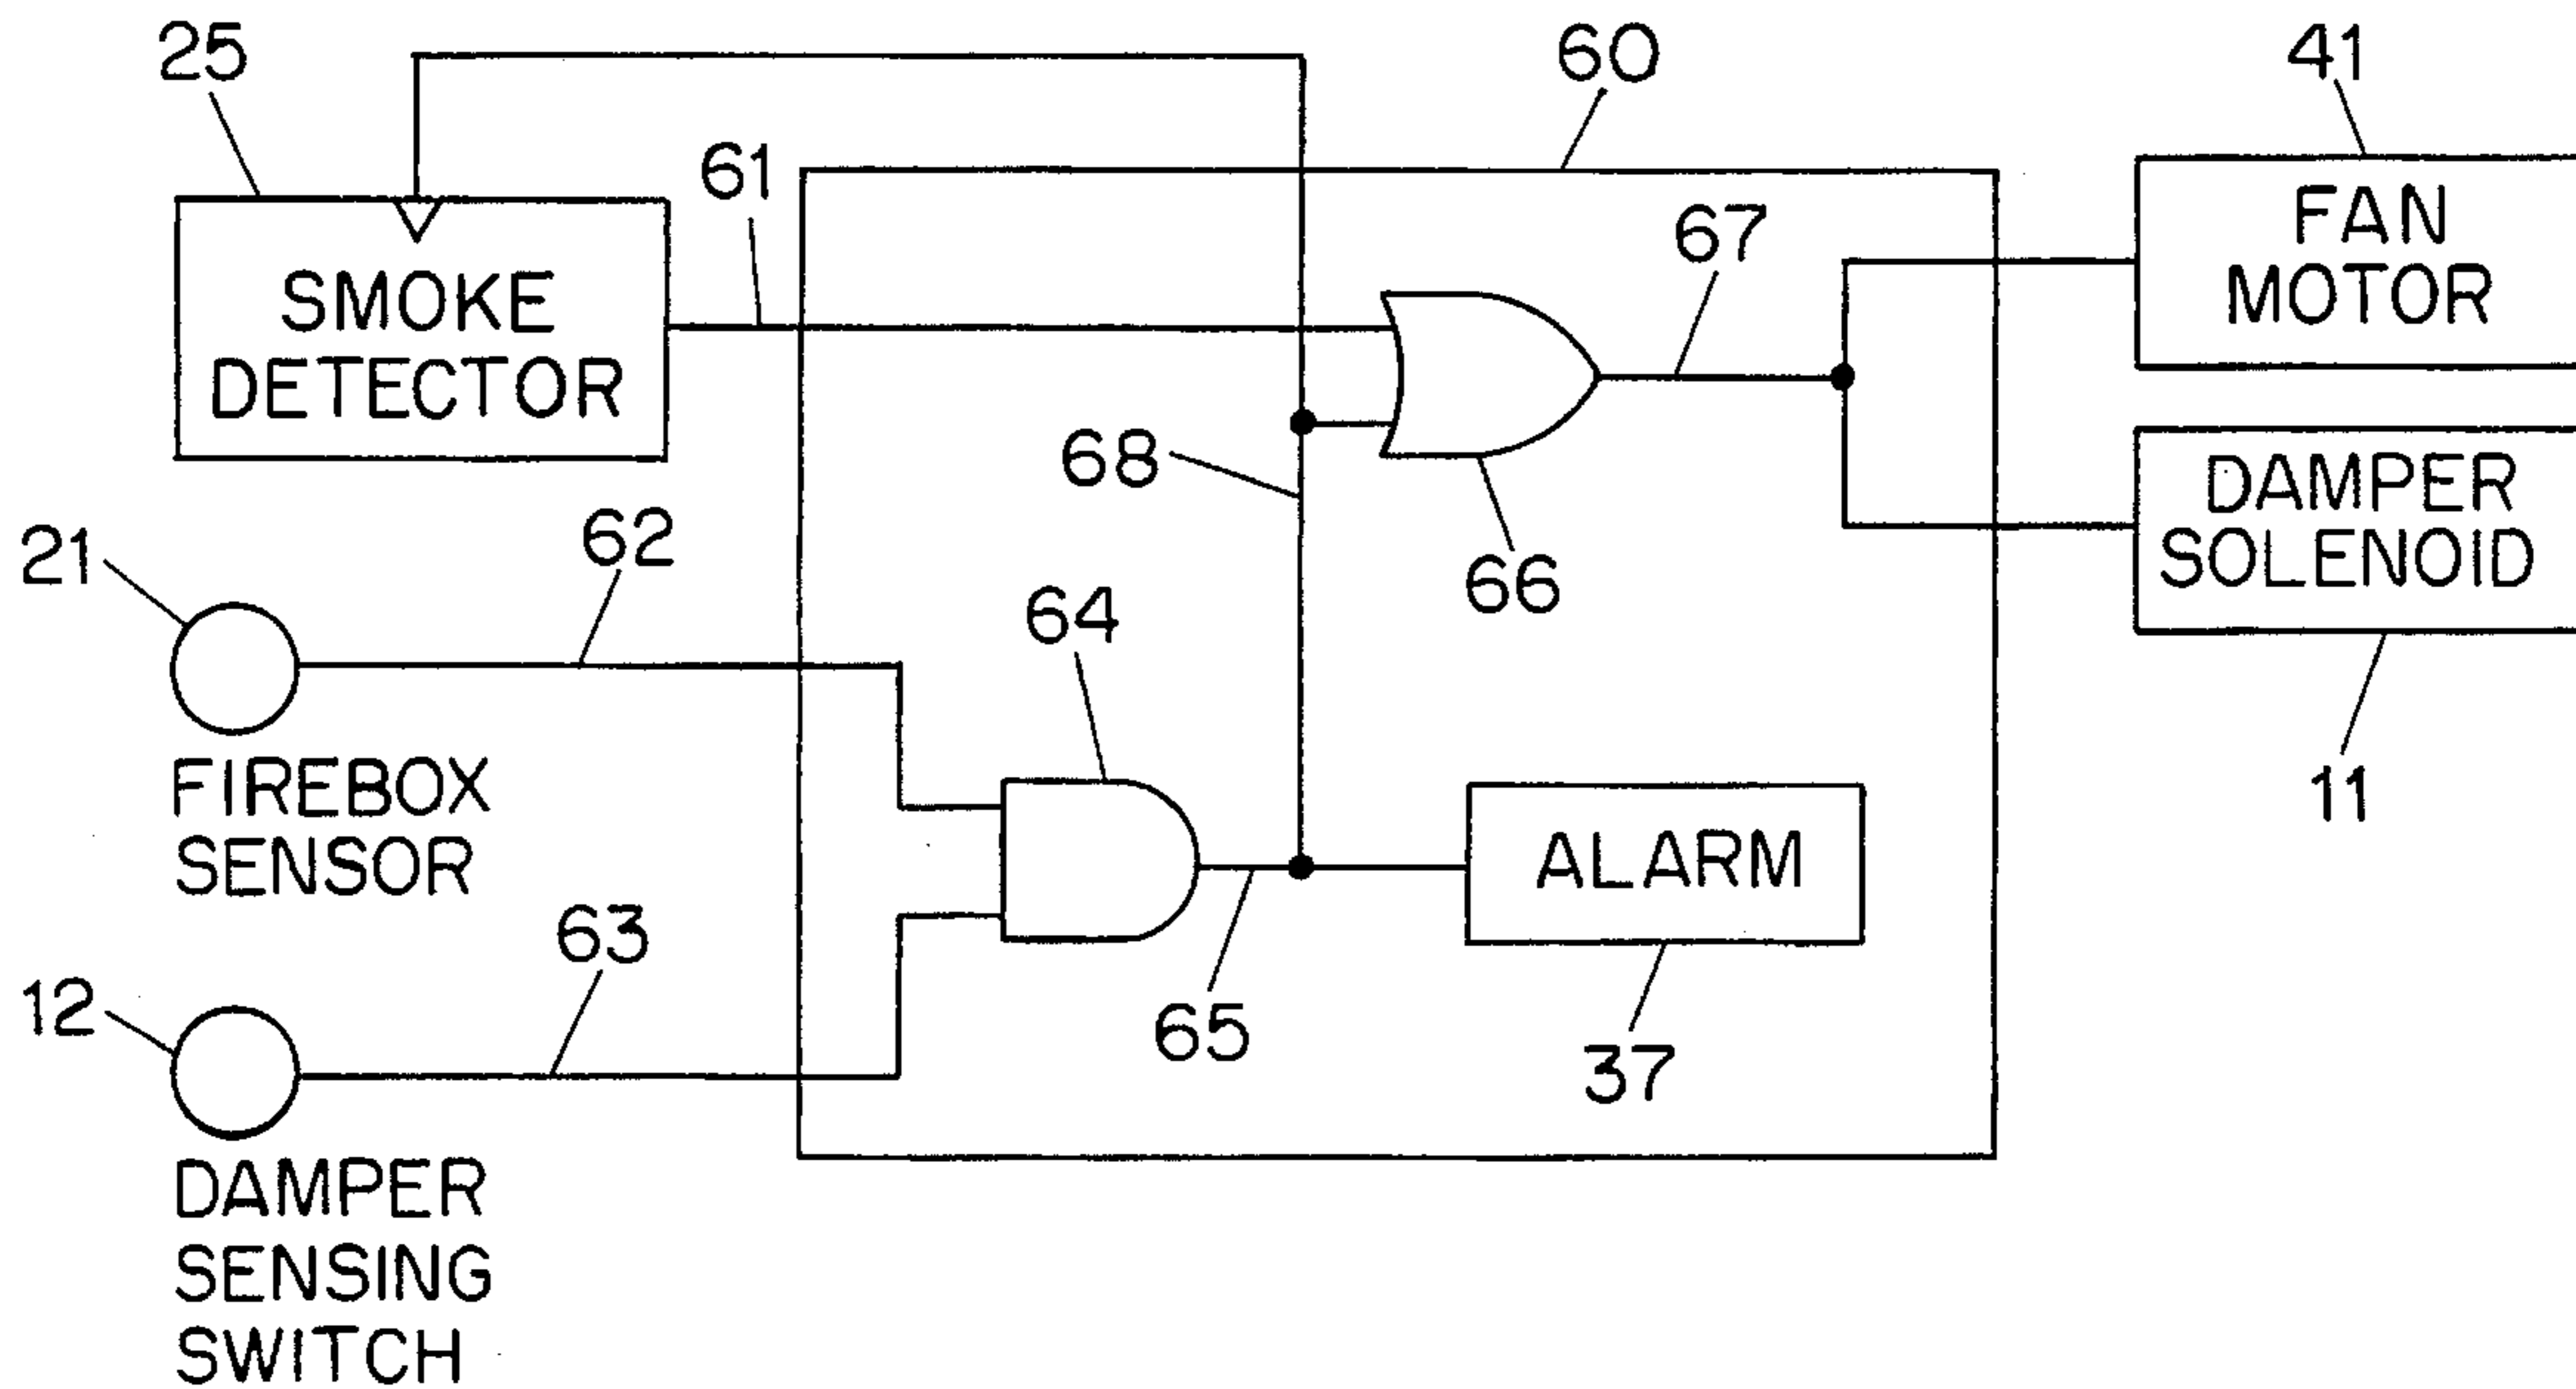 25
60
41
61
67
SMOKE
DETECTOR
FAN
MOTOR
68
66
DAMPER
SOLENOID
11
21
62
64
FIREBOX
SENSOR
ALARM
65
37
12
63
DAMPER
SENSING
SWITCH